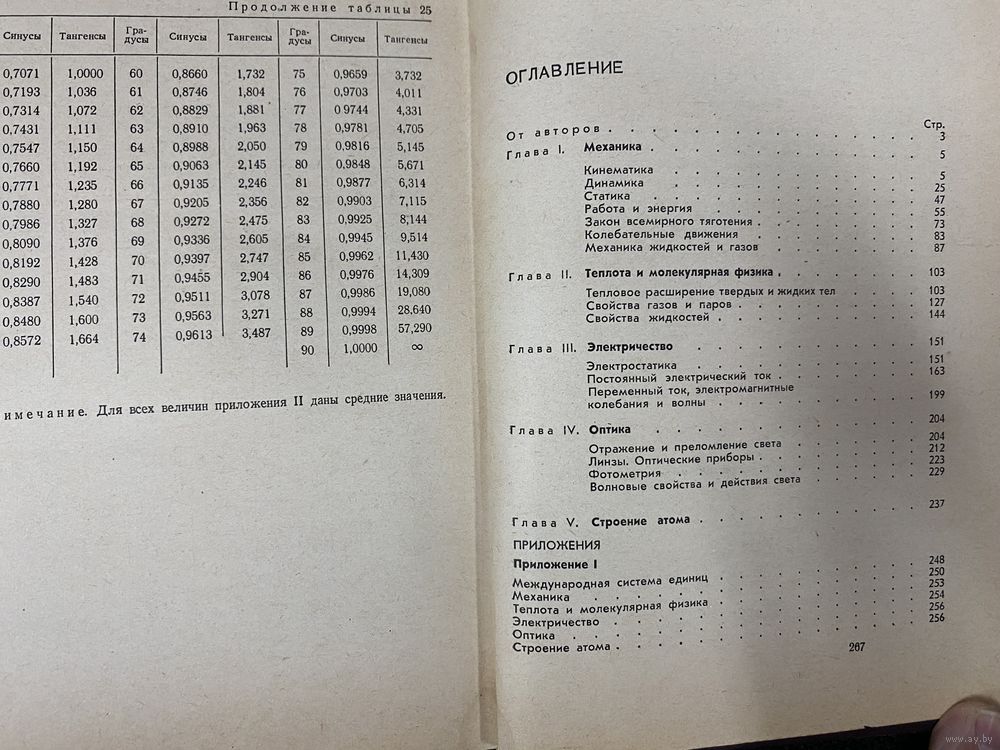 Продолжение таблицы 25
Синусы Тангенсы Гра- Синусы Тангенсы Гра- Синусы Тангенсы
дусы дусы
0,7071 1,0000 60 0,8660 1,732 75 0,9659 3,732
0,7193 1,036 61 0,8746 1,804 76 0,9703 4,011
0,7314 1,072 62 0,8829 1,881 77 0 9744 4,331
0,7431 1,111 63 0,8910 1,963 78 0,9781 4,705
0,7547 1,150 64 0,8988 2,050 79 0,9816 5,145
0,7660 1,192 65 0,9063 2,145 80 0,9848 5,671
0,7771 1,235 66 0,9135 2,246 81 0,9877 6,314
0,7880 1,280 67 0,9205 2,356 82 0,9903 7,115
0,7986 1,327 68 0,9272 2,475 83 0,9925 8,144
0,8090 1,376 69 0,9336 2,605 84 0,9945 9,514
0,8192 1,428 70 0,9397 2,747 85 0,9962 11,430
0,8290 1,483 71 0,9455 2,904 86 0,9976 14,309
0,8387 1,540 72 0,9511 3,078 87 0,9986 19,080
0,8480 1,600 73 0,9563 3,271 88 0,9994 28,640
0,8572 1,664 74 0,9613 3,487 89 0,9998 57,290
90 1,0000 ∞
имечание. Для всех величин приложения II даны средние значения.
ОГЛАВЛЕНИЕ
Стр.
От авторов 3
Глава I. Механика 5
Кинематика 5
Динамика 25
Статика 47
Работа и энергия 55
Закон всемирного тяготения 73
Колебательные движения 83
Механика жидкостей и газов 87
Глава II. Теплота и молекулярная физика 103
Тепловое расширение твердых и жидких тел 103
Свойства газов и паров 127
Свойства жидкостей 144
Глава III. Электричество 151
Электростатика 151
Постоянный электрический ток 163
Переменный ток, электромагнитные
колебания и волны 199
Глава IV. Оптика 204
Отражение и преломление света 204
Линзы. Оптические приборы 212
Фотометрия 223
Волновые свойства и действия света 229
Глава V. Строение атома 237
ПРИЛОЖЕНИЯ
Приложение I
Международная система единиц 248
Механика 250
Теплота и молекулярная физика 253
Электричество 254
Оптика 256
Строение атома 256
267
www.ay.by